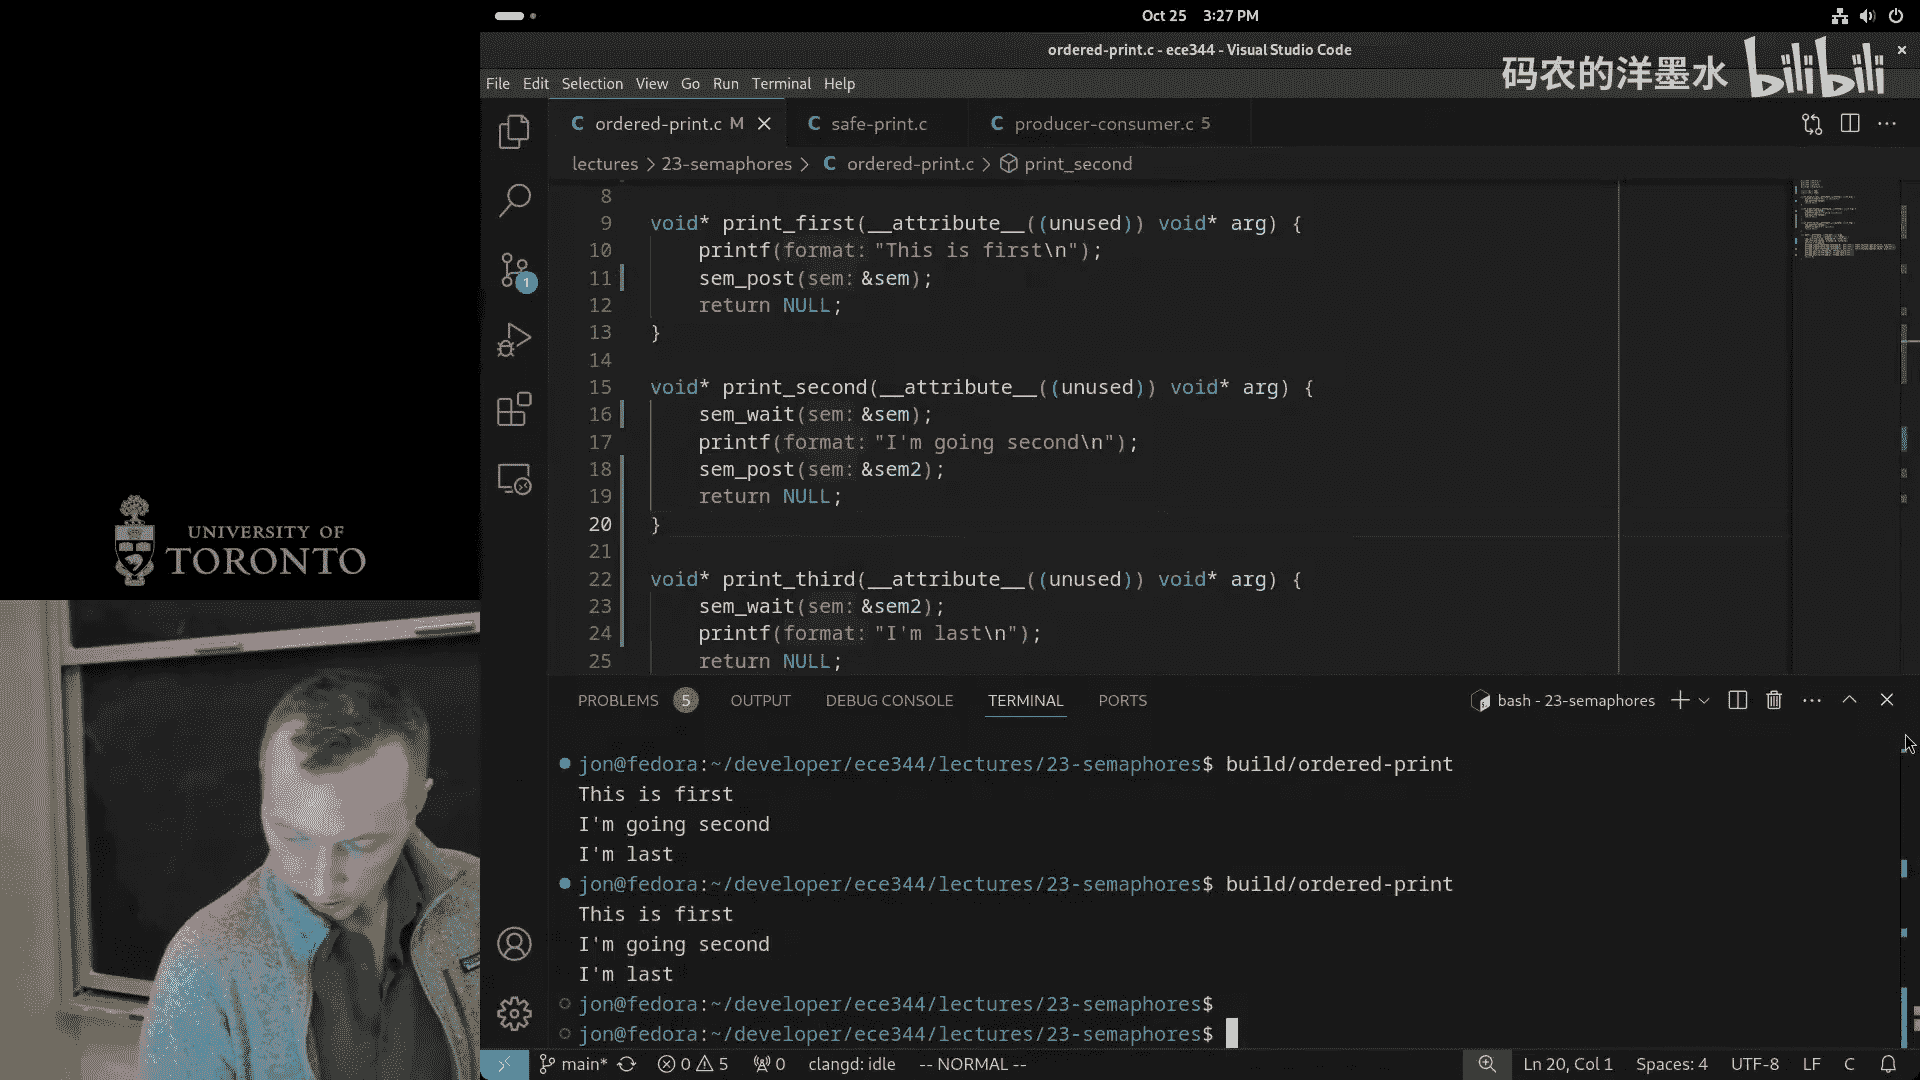 Oct 25 3:27 PM
ordered-print.c - ece344 - Visual Studio Code
码农的洋墨水 bilibili
File Edit Selection View Go Run Terminal Help
C ordered-print.c M
C safe-print.c
C producer-consumer.c 5
lectures > 23-semaphores > C ordered-print.c > print_second
8
9 void* print_first(__attribute__((unused)) void* arg) {
10 printf(format: "This is first\n");
11 sem_post(sem: &sem);
12 return NULL;
13 }
14
15 void* print_second(__attribute__((unused)) void* arg) {
16 sem_wait(sem: &sem);
17 printf(format: "I'm going second\n");
18 sem_post(sem: &sem2);
19 return NULL;
20 }
21
22 void* print_third(__attribute__((unused)) void* arg) {
23 sem_wait(sem: &sem2);
24 printf(format: "I'm last\n");
25 return NULL;
1
UNIVERSITY OF
TORONTO
PROBLEMS 5 OUTPUT DEBUG CONSOLE TERMINAL PORTS
bash - 23-semaphores
jon@fedora:~/developer/ece344/lectures/23-semaphores$ build/ordered-print
This is first
I'm going second
I'm last
jon@fedora:~/developer/ece344/lectures/23-semaphores$ build/ordered-print
This is first
I'm going second
I'm last
jon@fedora:~/developer/ece344/lectures/23-semaphores$
jon@fedora:~/developer/ece344/lectures/23-semaphores$
main* 0 5 0 clangd: idle -- NORMAL --
Ln 20, Col 1 Spaces: 4 UTF-8 LF C